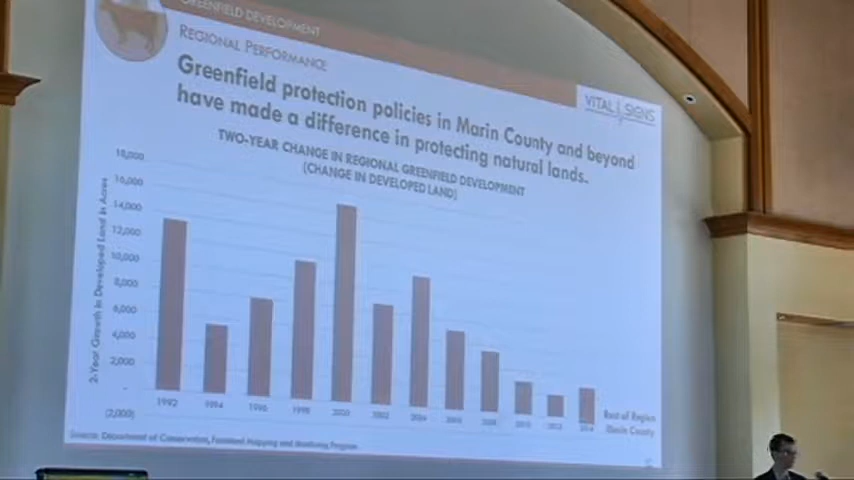 GREENFIELD DEVELOPMENT
REGIONAL PERFORMANCE
Greenfield protection policies in Marin County and beyond
have made a difference in protecting natural lands.
VITAL SIGNS
TWO-YEAR CHANGE IN REGIONAL GREENFIELD DEVELOPMENT
(CHANGE IN DEVELOPED LAND)
2-Year Growth in Developed Land in Acres
18,000
16,000
14,000
12,000
10,000
8,000
6,000
4,000
2,000
-
(2,000)
1992 1994 1996 1998 2000 2002 2004 2006 2008 2010
Rest of Region
Marin County
Source: Department of Conservation, Farmland Mapping and Monitoring Program